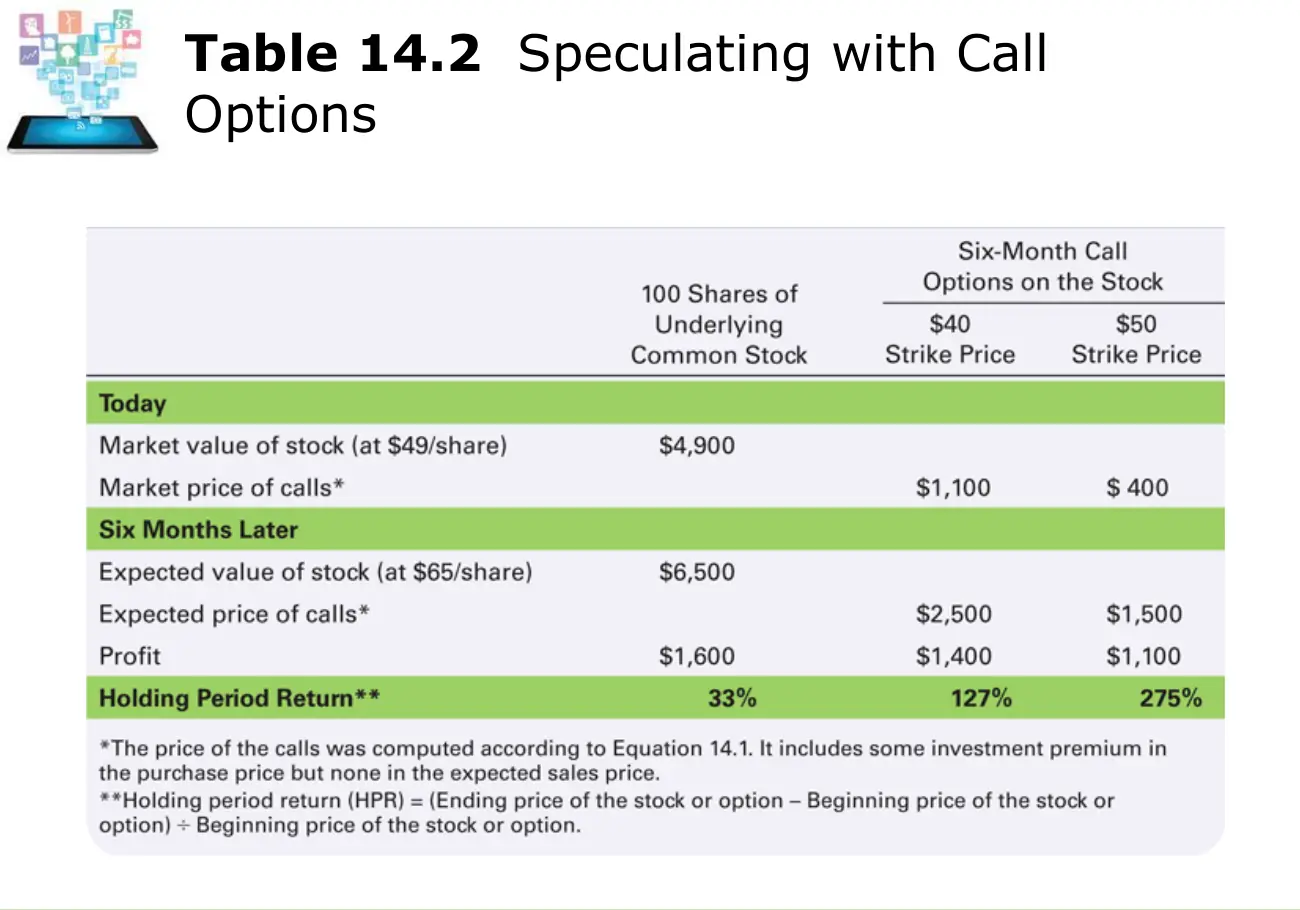 Table 14.2 Speculating with Call
Options
Six-Month Call
Options on the Stock
100 Shares of
Underlying
Common Stock
$40
Strike Price
$50
Strike Price
Today
Market value of stock (at $49/share) $4,900
Market price of calls* $1,100 $ 400
Six Months Later
Expected value of stock (at $65/share) $6,500
Expected price of calls* $2,500 $1,500
Profit $1,600 $1,400 $1,100
Holding Period Return** 33% 127% 275%
*The price of the calls was computed according to Equation 14.1. It includes some investment premium in
the purchase price but none in the expected sales price.
**Holding period return (HPR) = (Ending price of the stock or option – Beginning price of the stock or
option) ÷ Beginning price of the stock or option.